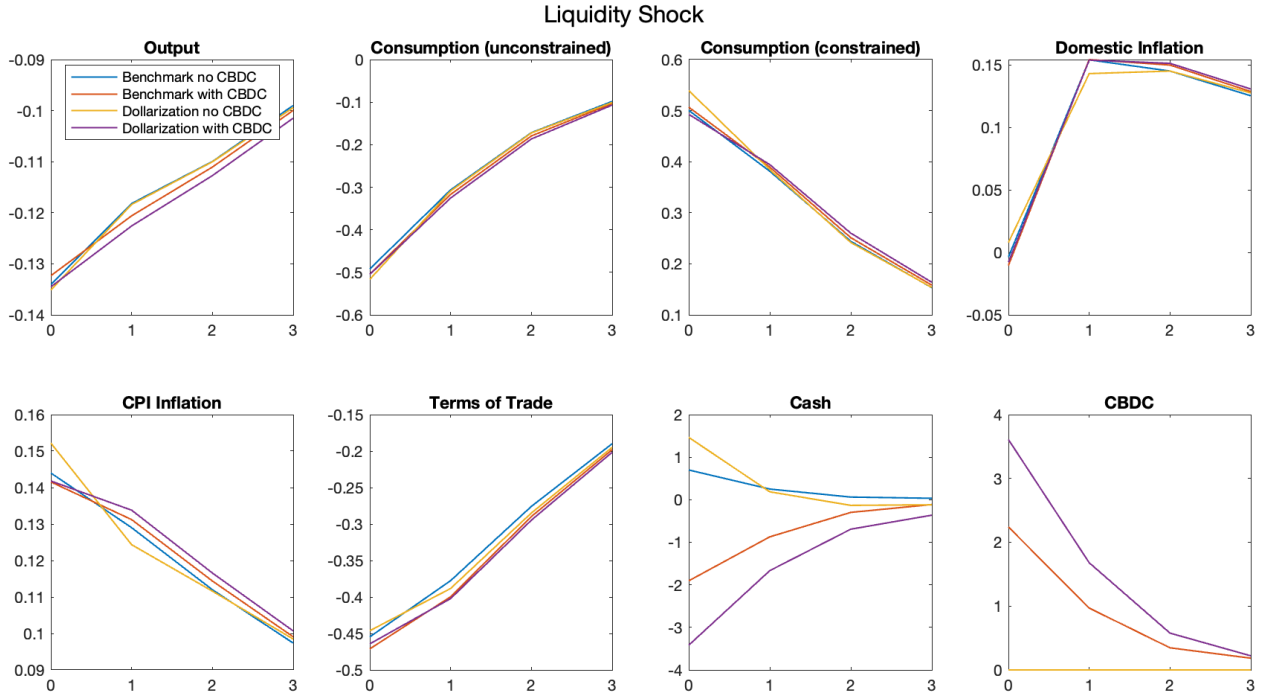 Liquidity Shock
Output
Consumption (unconstrained)
Consumption (constrained)
Domestic Inflation
-0.09
-0.1
-0.11
-0.12
-0.13
-0.14
0 1 2 3
Benchmark no CBDC
Benchmark with CBDC
Dollarization no CBDC
Dollarization with CBDC
0
-0.1
-0.2
-0.3
-0.4
-0.5
-0.6
0 1 2 3
0.6
0.5
0.4
0.3
0.2
0.1
0 1 2 3
0.15
0.1
0.05
0
-0.05
0 1 2 3
CPI Inflation
Terms of Trade
Cash
CBDC
0.16
0.15
0.14
0.13
0.12
0.11
0.1
0.09
0 1 2 3
-0.15
-0.2
-0.25
-0.3
-0.35
-0.4
-0.45
-0.5
0 1 2 3
2
1
0
-1
-2
-3
-4
0 1 2 3
4
3
2
1
0
0 1 2 3